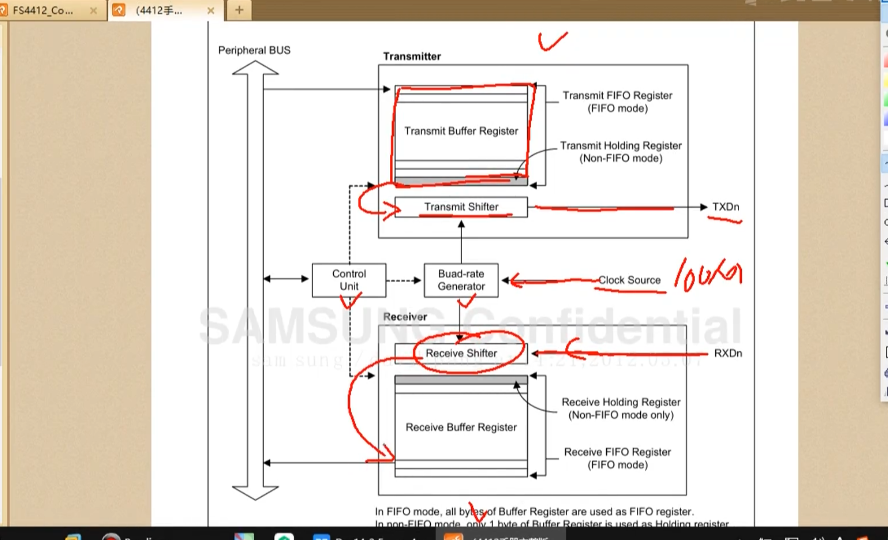 FS4412_Co...
(4412手...
Peripheral BUS
Transmitter
Transmit FIFO Register
(FIFO mode)
Transmit Buffer Register
Transmit Holding Register
(Non-FIFO mode)
Transmit Shifter
TXDn
Control
Unit
Buad-rate
Generator
Clock Source
SAMSUNG Confidential
Receiver
Receive Shifter
RXDn
Receive Holding Register
(Non-FIFO mode only)
Receive Buffer Register
Receive FIFO Register
(FIFO mode)
In FIFO mode, all bytes of Buffer Register are used as FIFO register.
In non-FIFO mode, only 1 byte of Buffer Register is used as Holding register